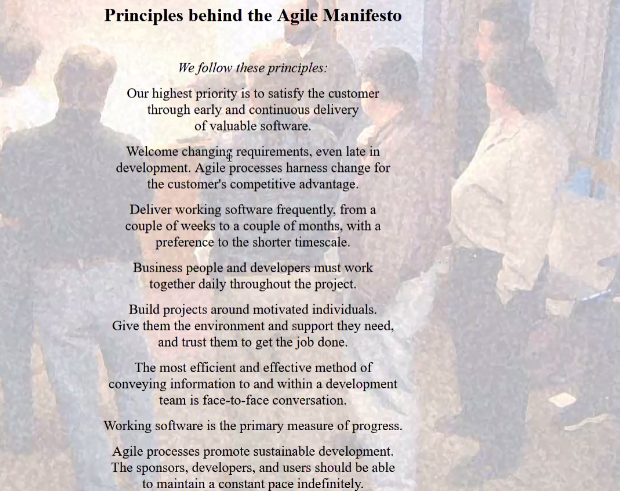 Principles behind the Agile Manifesto
We follow these principles:
Our highest priority is to satisfy the customer
through early and continuous delivery
of valuable software.
Welcome changing requirements, even late in
development. Agile processes harness change for
the customer's competitive advantage.
Deliver working software frequently, from a
couple of weeks to a couple of months, with a
preference to the shorter timescale.
Business people and developers must work
together daily throughout the project.
Build projects around motivated individuals.
Give them the environment and support they need,
and trust them to get the job done.
The most efficient and effective method of
conveying information to and within a development
team is face-to-face conversation.
Working software is the primary measure of progress.
Agile processes promote sustainable development.
The sponsors, developers, and users should be able
to maintain a constant pace indefinitely.